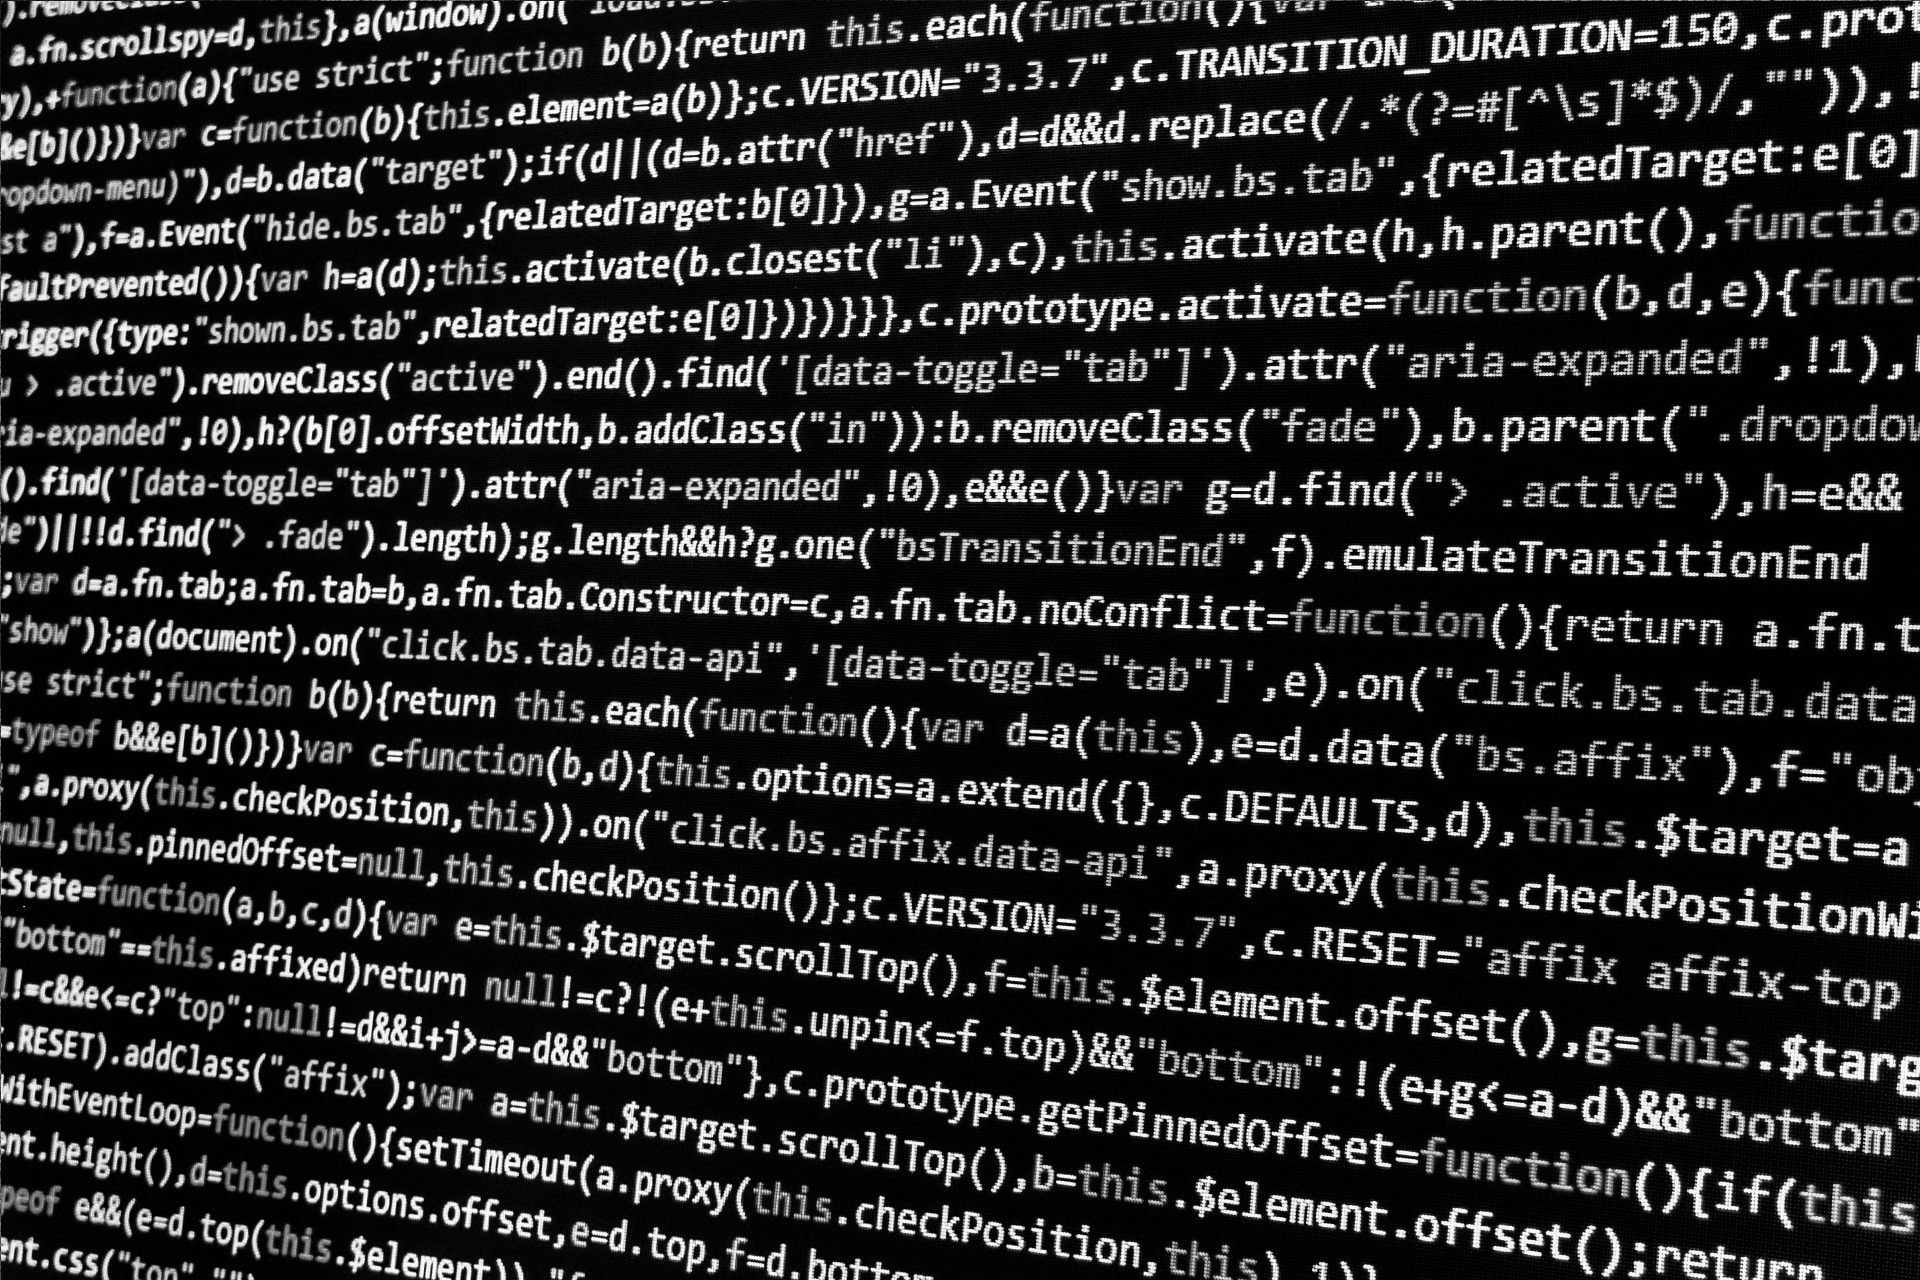 a.fn.scrollspy=d,this},a(window).on(
y),+function(a){"use strict";function b(b){return this.each(function(){var
&e[b]()})}var c=function(b){this.element=a(b)};c.VERSION="3.3.7",c.TRANSITION_DURATION=150,c.prot
ropdown-menu)"),d=b.data("target");if(d||(d=b.attr("href"),d=d&&d.replace(/.*(?=#[^\s]*$)/,"")),!
st a"),f=a.Event("hide.bs.tab",{relatedTarget:b[0]}),g=a.Event("show.bs.tab",{relatedTarget:e[0]
faultPrevented()){var h=a(d);this.activate(b.closest("li"),c),this.activate(h,h.parent(),functio
rigger({type:"shown.bs.tab",relatedTarget:e[0]})})}}},c.prototype.activate=function(b,d,e){func
u > .active").removeClass("active").end().find('[data-toggle="tab"]').attr("aria-expanded",!1),
ria-expanded",!0),h?(b[0].offsetWidth,b.addClass("in")):b.removeClass("fade"),b.parent(".dropdow
().find('[data-toggle="tab"]').attr("aria-expanded",!0),e&&e()}var g=d.find("> .active"),h=e&&
de")||!!d.find("> .fade").length);g.length&&h?g.one("bsTransitionEnd",f).emulateTransitionEnd
;var d=a.fn.tab;a.fn.tab=b,a.fn.tab.Constructor=c,a.fn.tab.noConflict=function(){return a.fn.t
"show")};a(document).on("click.bs.tab.data-api",'[data-toggle="tab"]',e).on("click.bs.tab.data
se strict";function b(b){return this.each(function(){var d=a(this),e=d.data("bs.affix"),f="ob
=typeof b&&e[b]()})}var c=function(b,d){this.options=a.extend({},c.DEFAULTS,d),this.$target=a
",a.proxy(this.checkPosition,this)).on("click.bs.affix.data-api",a.proxy(this.checkPositionWi
null,this.pinnedOffset=null,this.checkPosition()};c.VERSION="3.3.7",c.RESET="affix affix-top
tState=function(a,b,c,d){var e=this.$target.scrollTop(),f=this.$element.offset(),g=this.$targ
"bottom"==this.affixed)return null!=c?!(e+this.unpin<=f.top)&&"bottom":!(e+g<=a-d)&&"bottom"
l!=c&&e<=c?"top":null!=d&&i+j>=a-d&&"bottom"},c.prototype.getPinnedOffset=function(){if(this
.RESET).addClass("affix");var a=this.$target.scrollTop(),b=this.$element.offset();return
WithEventLoop=function(){setTimeout(a.proxy(this.checkPosition,this),1)}
ent.height(),d=this.options.offset,e=d.top,f=d.bottom
peof e&&(e=d.top(this.$element)),
ent.css("top","")